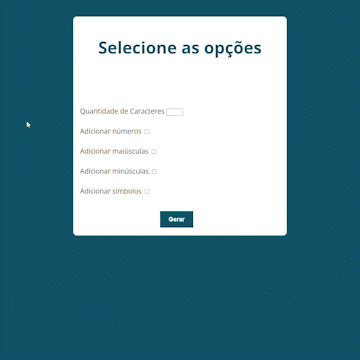 Selecione as opções
Quantidade de Caracteres
Adicionar números
Adicionar maiúsculas
Adicionar minúsculas
Adicionar símbolos
Gerar